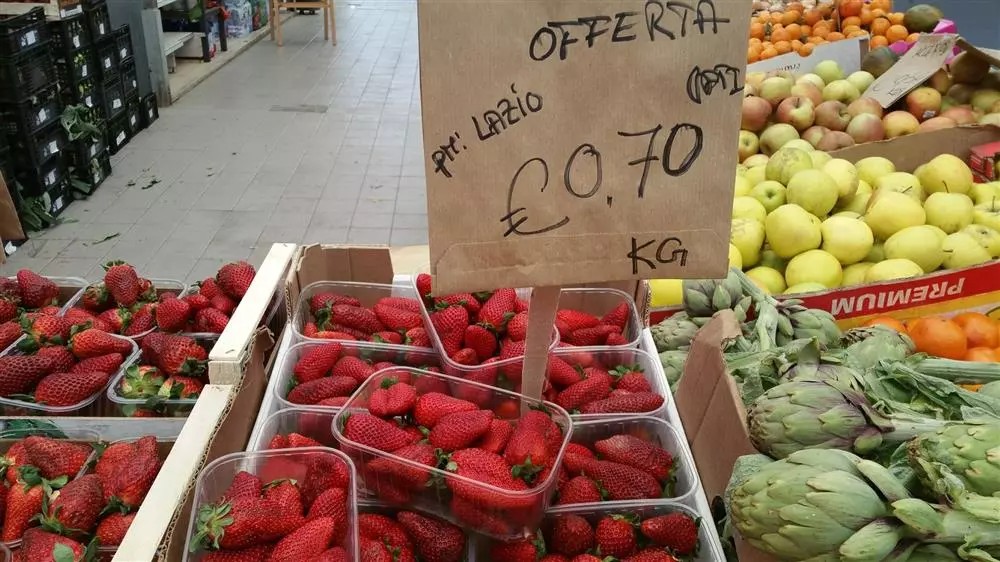 OFFERTA
PR. LAZIO
€ 0,70
KG
PREMIUM